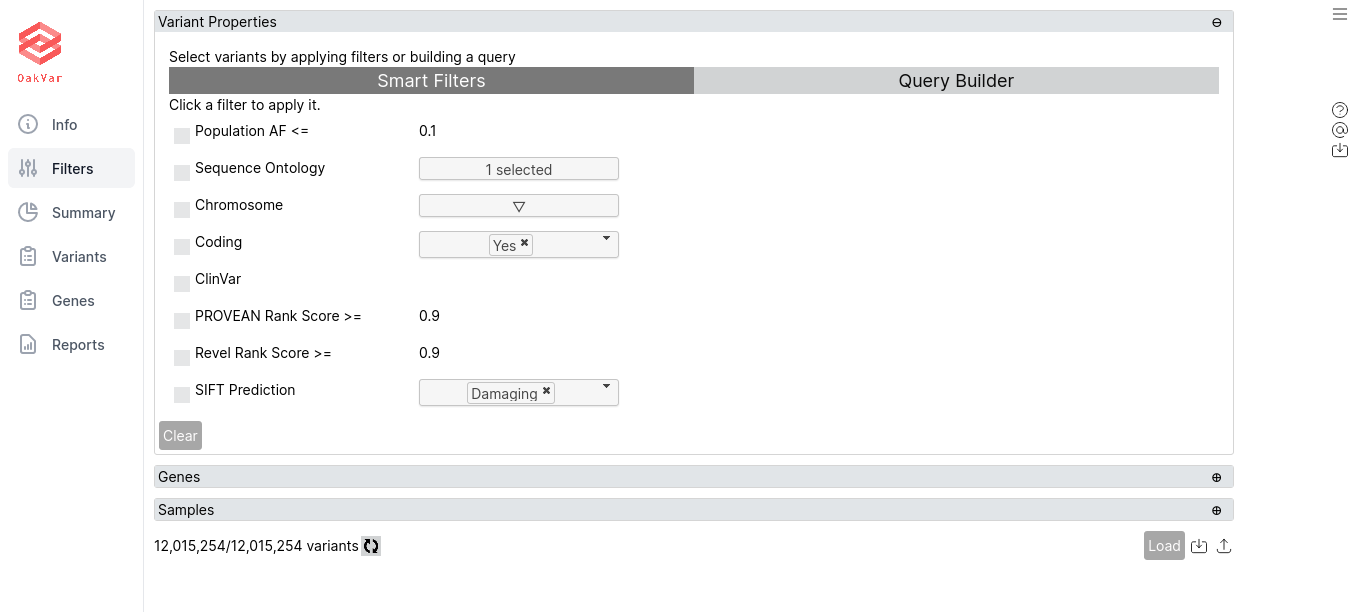 OakVar
Info
Filters
Summary
Variants
Genes
Reports
Variant Properties
Select variants by applying filters or building a query
Smart Filters
Query Builder
Click a filter to apply it.
Population AF <= 0.1
Sequence Ontology 1 selected
Chromosome
Coding Yes
ClinVar
PROVEAN Rank Score >= 0.9
Revel Rank Score >= 0.9
SIFT Prediction Damaging
Clear
Genes
Samples
12,015,254/12,015,254 variants
Load